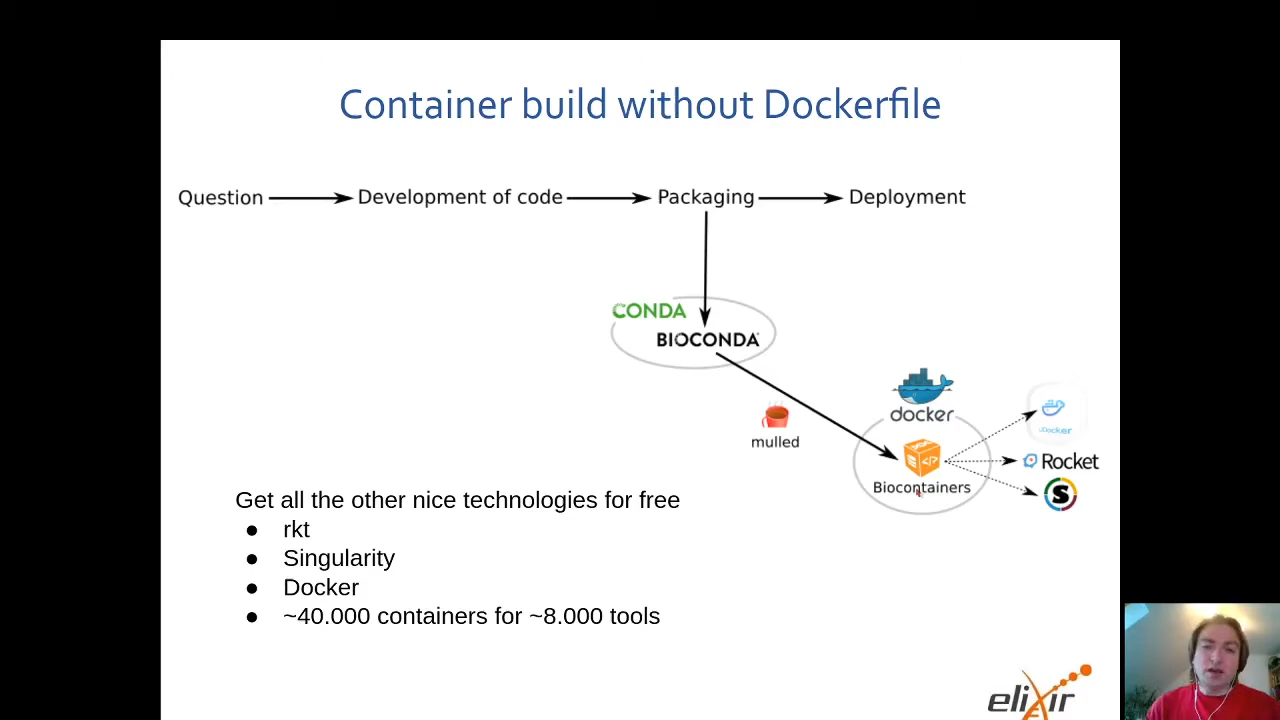 Container build without Dockerfile
Question
Development of code
Packaging
Deployment
CONDA
BIOCONDA
docker
mulled
Biocontainers
uDocker
Rocket
S
Get all the other nice technologies for free
● rkt
● Singularity
● Docker
● ~40.000 containers for ~8.000 tools
elixir